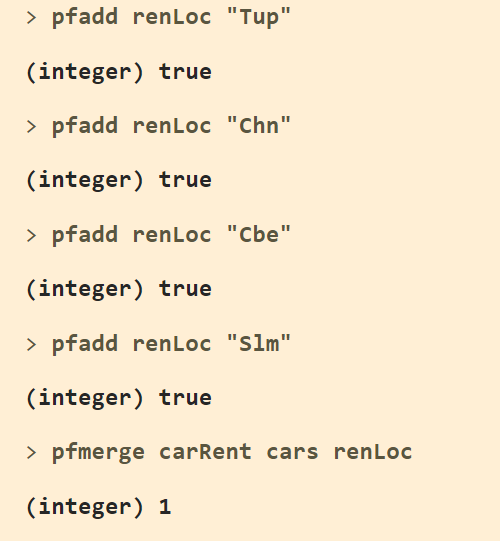 > pfadd renLoc "Tup"
(integer) true
> pfadd renLoc "Chn"
(integer) true
> pfadd renLoc "Cbe"
(integer) true
> pfadd renLoc "Slm"
(integer) true
> pfmerge carRent cars renLoc
(integer) 1